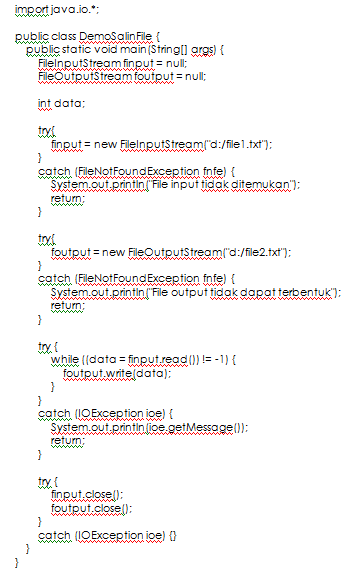 import java.io.*;
public class DemoSalinFile {
public static void main(String[] args) {
FileInputStream finput = null;
FileOutputStream foutput = null;
int data;
try{
finput = new FileInputStream("d:/file1.txt");
}
catch (FileNotFoundException fnfe) {
System.out.println("File input tidak ditemukan");
return;
}
try{
foutput = new FileOutputStream("d:/file2.txt");
}
catch (FileNotFoundException fnfe) {
System.out.println("File output tidak dapat terbentuk");
return;
}
try {
while ((data = finput.read()) != -1) {
foutput.write(data);
}
}
catch (IOException ioe) {
System.out.println(ioe.getMessage());
return;
}
try {
finput.close();
foutput.close();
}
catch (IOException ioe) {}
}
}